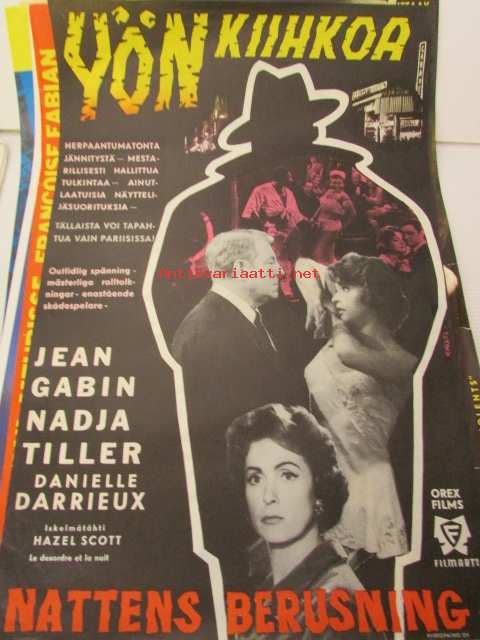 YÖN KIIHKOA
HERPAANTUMATONTA
JÄNNITYSTÄ — MESTA-
RILLISESTI HALLITTUA
TULKINTAA — AINUT-
LAATUISIA NÄYTTELI-
JÄSUORITUKSIA —
TÄLLAISTA VOI TAPAH-
TUA VAIN PARIISISSA!
Outlidlig spänning -
mästerliga rolltolk-
ningar - enastående
skådespelare -
Antikvariaatti.net
JEAN
GABIN
NADJA
TILLER
DANIELLE
DARRIEUX
Iskelmätähti
HAZEL SCOTT
Le desordre et la nuit
OREX
FILMS
FILMARTE
NATTENS BERUSNING
FRANÇOISE FABIAN